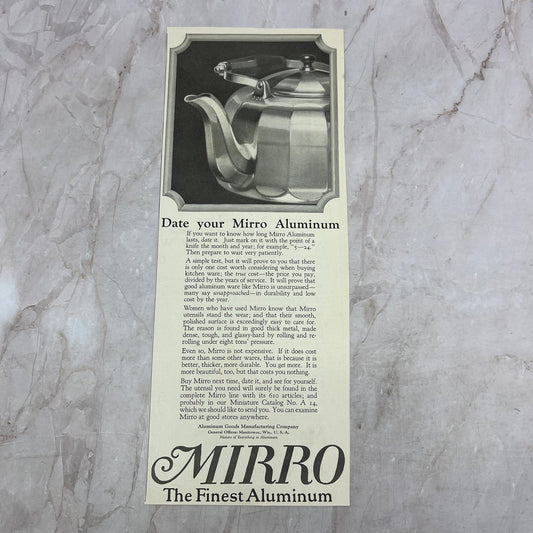 Date your Mirro Aluminum
If you want to know how long Mirro Aluminum
lasts, date it. Just mark on it with the point of a
knife the month and year; for example, "5—24."
Then prepare to wait very patiently.
A simple test, but it will prove to you that there
is only one cost worth considering when buying
kitchen ware; the true cost—the price you pay,
divided by the years of service. It will prove that
good aluminum ware like Mirro is unsurpassed—
many say unapproached—in durability and low
cost by the year.
Women who have used Mirro know that Mirro
utensils stand the wear; and that their smooth,
polished surface is exceedingly easy to care for.
The reason is found in good thick metal, made
dense, tough, and glassy-hard by rolling and re-
rolling under eight tons' pressure.
Even so, Mirro is not expensive. If it does cost
more than some other wares, that is because it is
better, thicker, more durable. You get more. It is
more beautiful, too, but that costs you nothing.
Buy Mirro next time, date it, and see for yourself.
The utensil you need will surely be found in the
complete Mirro line with its 610 articles; and
probably in our Miniature Catalog No. A 14,
which we should like to send you. You can examine
Mirro at good stores anywhere.
Aluminum Goods Manufacturing Company
General Offices: Manitowoc, Wis., U. S. A.
Makers of Everything in Aluminum
MIRRO
The Finest Aluminum